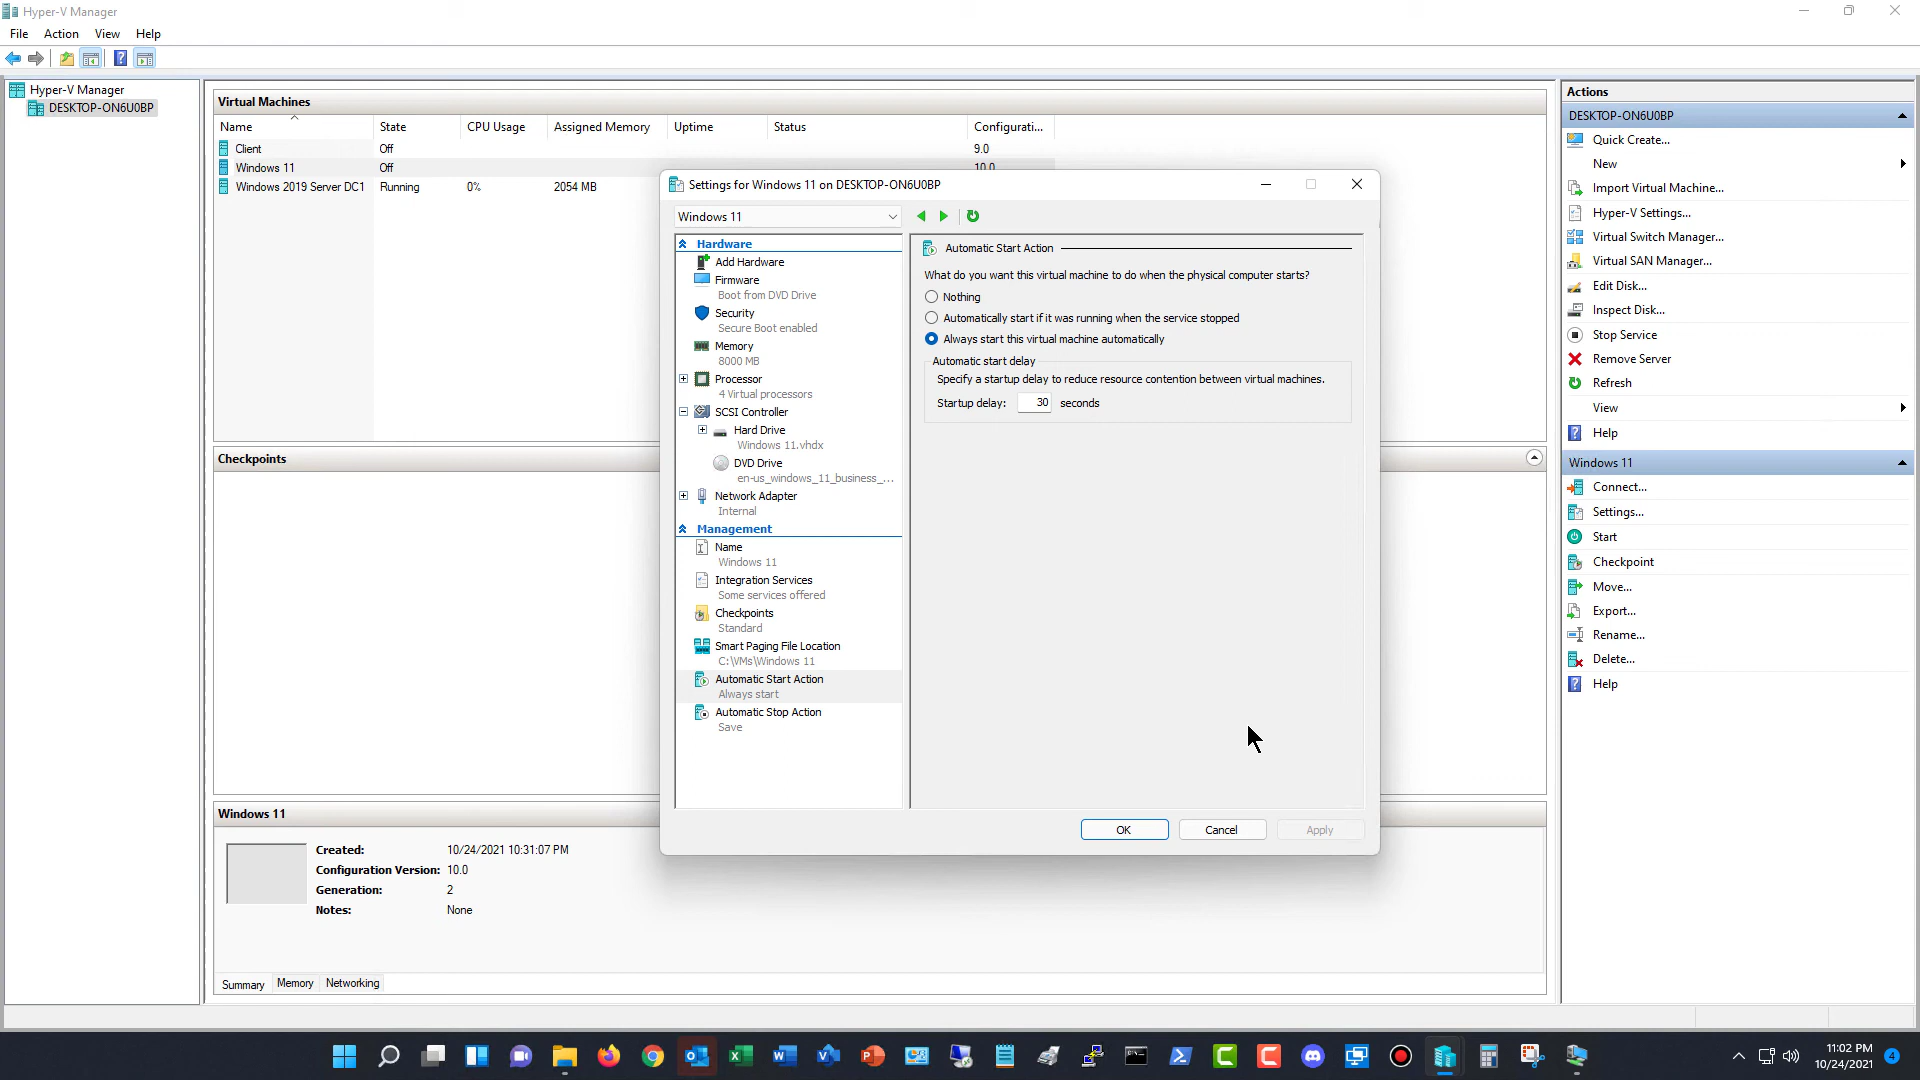 Hyper-V Manager
File Action View Help
Hyper-V Manager
DESKTOP-ON6U0BP
Virtual Machines
Name State CPU Usage Assigned Memory Uptime Status Configurati...
Client Off 9.0
Windows 11 Off 10.0
Windows 2019 Server DC1 Running 0% 2054 MB
Checkpoints
Windows 11
Created: 10/24/2021 10:31:07 PM
Configuration Version: 10.0
Generation: 2
Notes: None
Summary Memory Networking
Settings for Windows 11 on DESKTOP-ON6U0BP
Windows 11
Hardware
Add Hardware
Firmware
Boot from DVD Drive
Security
Secure Boot enabled
Memory
8000 MB
Processor
4 Virtual processors
SCSI Controller
Hard Drive
Windows 11.vhdx
DVD Drive
en-us_windows_11_business_...
Network Adapter
Internal
Management
Name
Windows 11
Integration Services
Some services offered
Checkpoints
Standard
Smart Paging File Location
C:\VMs\Windows 11
Automatic Start Action
Always start
Automatic Stop Action
Save
Automatic Start Action
What do you want this virtual machine to do when the physical computer starts?
Nothing
Automatically start if it was running when the service stopped
Always start this virtual machine automatically
Automatic start delay
Specify a startup delay to reduce resource contention between virtual machines.
Startup delay: 30 seconds
OK Cancel Apply
Actions
DESKTOP-ON6U0BP
Quick Create...
New
Import Virtual Machine...
Hyper-V Settings...
Virtual Switch Manager...
Virtual SAN Manager...
Edit Disk...
Inspect Disk...
Stop Service
Remove Server
Refresh
View
Help
Windows 11
Connect...
Settings...
Start
Checkpoint
Move...
Export...
Rename...
Delete...
Help
11:02 PM
10/24/2021
4